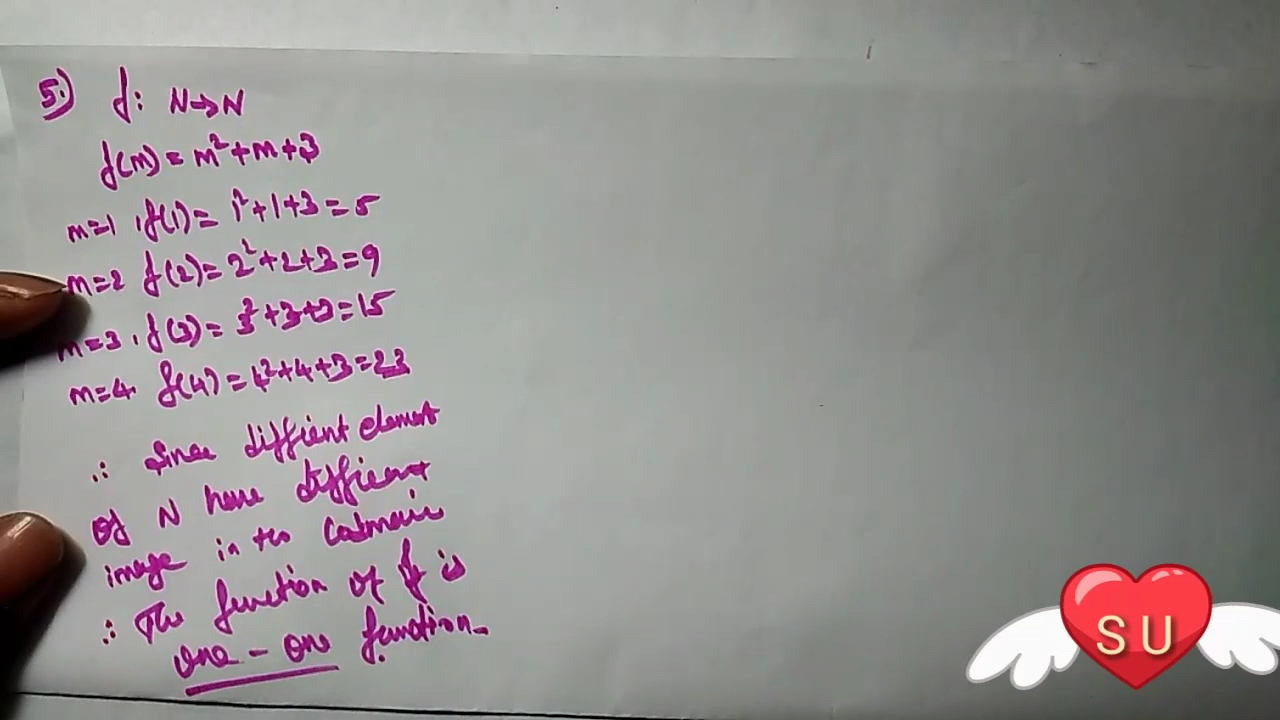 5.) f: N→N
f(m) = m²+m+3
m=1, f(1) = 1²+1+3=5
m=2 f(2)= 2²+2+3=9
m=3, f(3) = 3²+3+3=15
m=4. f(4) = 4²+4+3=23
∴ Since diffient element
of N have diffient
image in the Codomain
∴ The function of f is
one - one function
S U